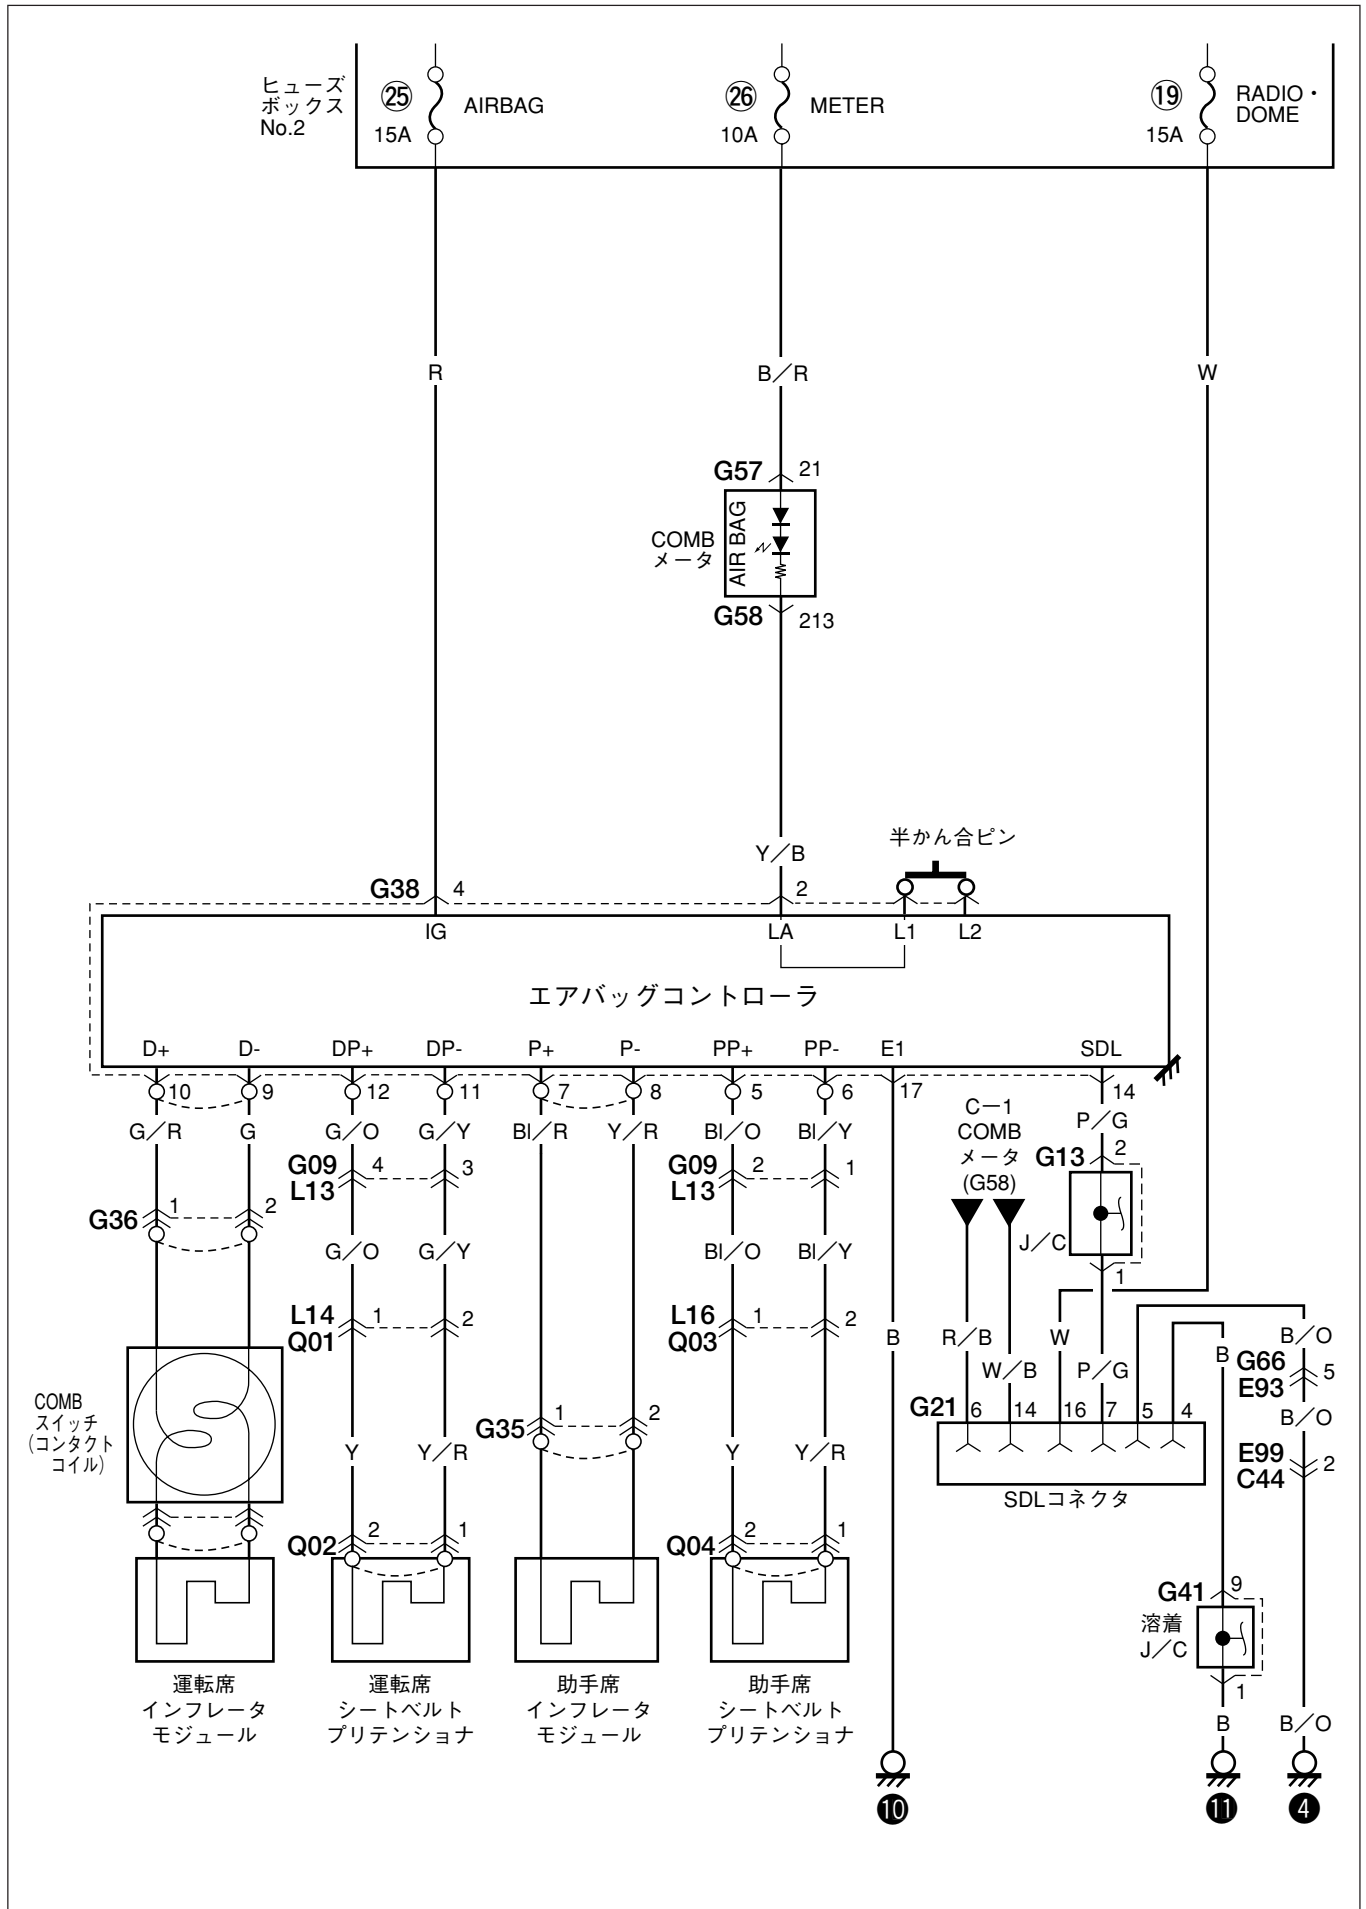 ヒューズ
ボックス
No.2
25
15A
AIRBAG
26
10A
METER
19
15A
RADIO・
DOME
R
B／R
W
G57
21
COMB
メータ
AIR BAG
G58
213
Y／B
半かん合ピン
G38
4
2
IG
LA
L1
L2
エアバッグコントローラ
D+
D-
DP+
DP-
P+
P-
PP+
PP-
E1
SDL
10
9
12
11
7
8
5
6
17
14
G／R
G
G／O
G／Y
Bl／R
Y／R
Bl／O
Bl／Y
C－1
COMB
メータ
(G58)
P／G
G09
L13
4
3
G09
L13
2
1
G13
2
J／C
1
G36
1
2
G／O
G／Y
Bl／O
Bl／Y
L14
Q01
1
2
L16
Q03
1
2
B
R／B
W／B
W
P／G
B
B／O
G66
E93
5
B／O
E99
C44
2
COMB
スイッチ
（コンタクト
コイル）
G35
1
2
G21
6
14
16
7
5
4
SDLコネクタ
Y
Y／R
Y
Y／R
Q02
2
1
Q04
2
1
G41
9
溶着
J／C
1
B
B／O
運転席
インフレータ
モジュール
運転席
シートベルト
プリテンショナ
助手席
インフレータ
モジュール
助手席
シートベルト
プリテンショナ
10
11
4